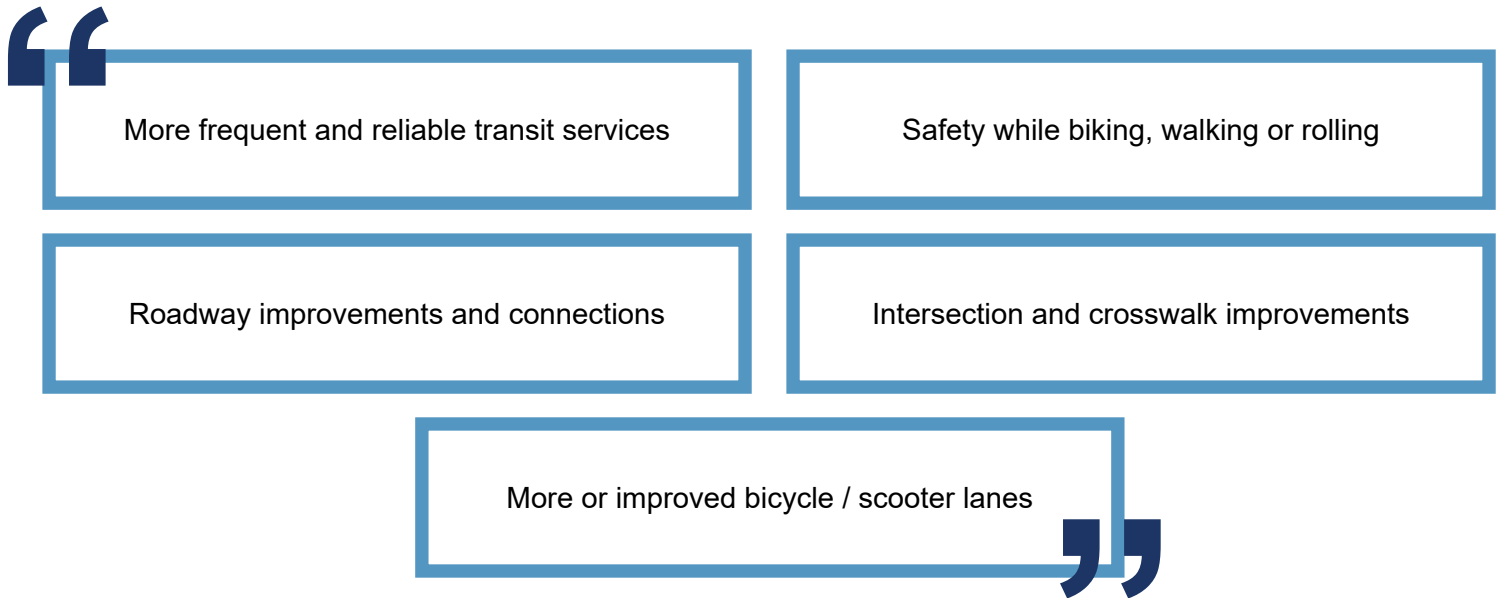 “
More frequent and reliable transit services
Safety while biking, walking or rolling
Roadway improvements and connections
Intersection and crosswalk improvements
More or improved bicycle / scooter lanes
”